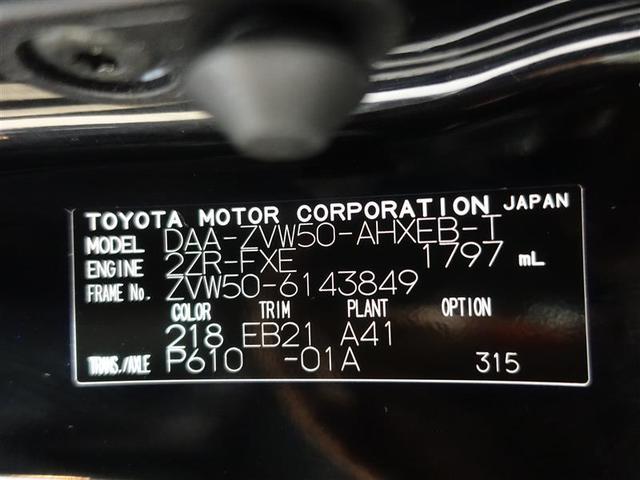 TOYOTA MOTOR CORPORATION JAPAN
MODEL DAA-ZVW50-AHXEB-T
ENGINE 2ZR-FXE 1797 mL
FRAME No. ZVW50-6143849
COLOR TRIM PLANT OPTION
218 EB21 A41
TRANS./AXLE P610 -01A 315